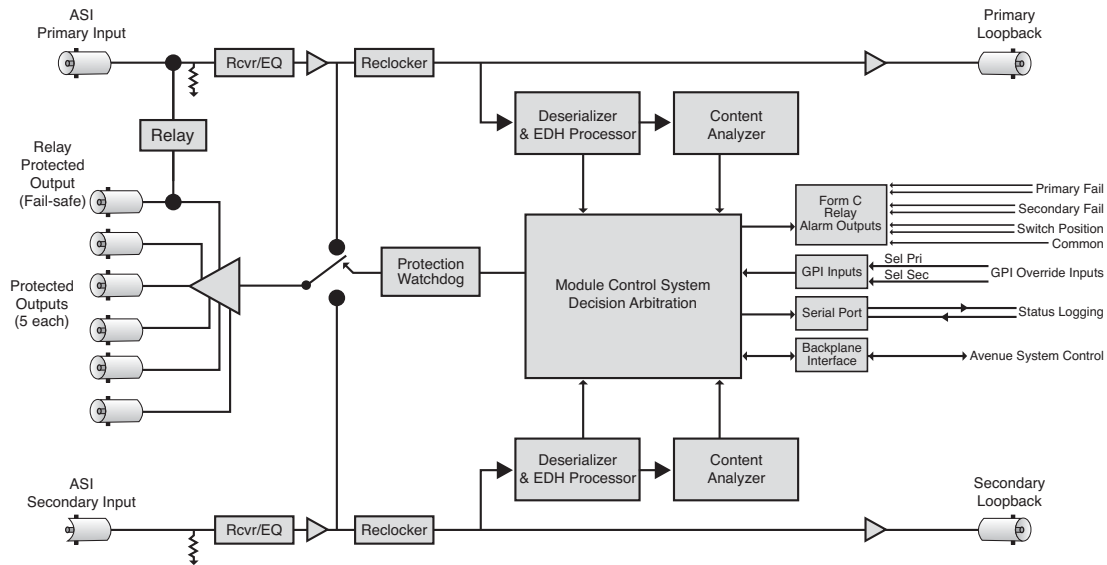 ASI
Primary Input
Primary
Loopback
Rcvr/EQ
Reclocker
Deserializer
& EDH Processor
Content
Analyzer
Relay
Relay
Protected
Output
(Fail-safe)
Form C
Relay
Alarm Outputs
Primary Fail
Secondary Fail
Switch Position
Common
Protection
Watchdog
Module Control System
Decision Arbitration
GPI Inputs
Sel Pri
Sel Sec
GPI Override Inputs
Protected
Outputs
(5 each)
Serial Port
Status Logging
Backplane
Interface
Avenue System Control
Deserializer
& EDH Processor
Content
Analyzer
ASI
Secondary Input
Secondary
Loopback
Rcvr/EQ
Reclocker